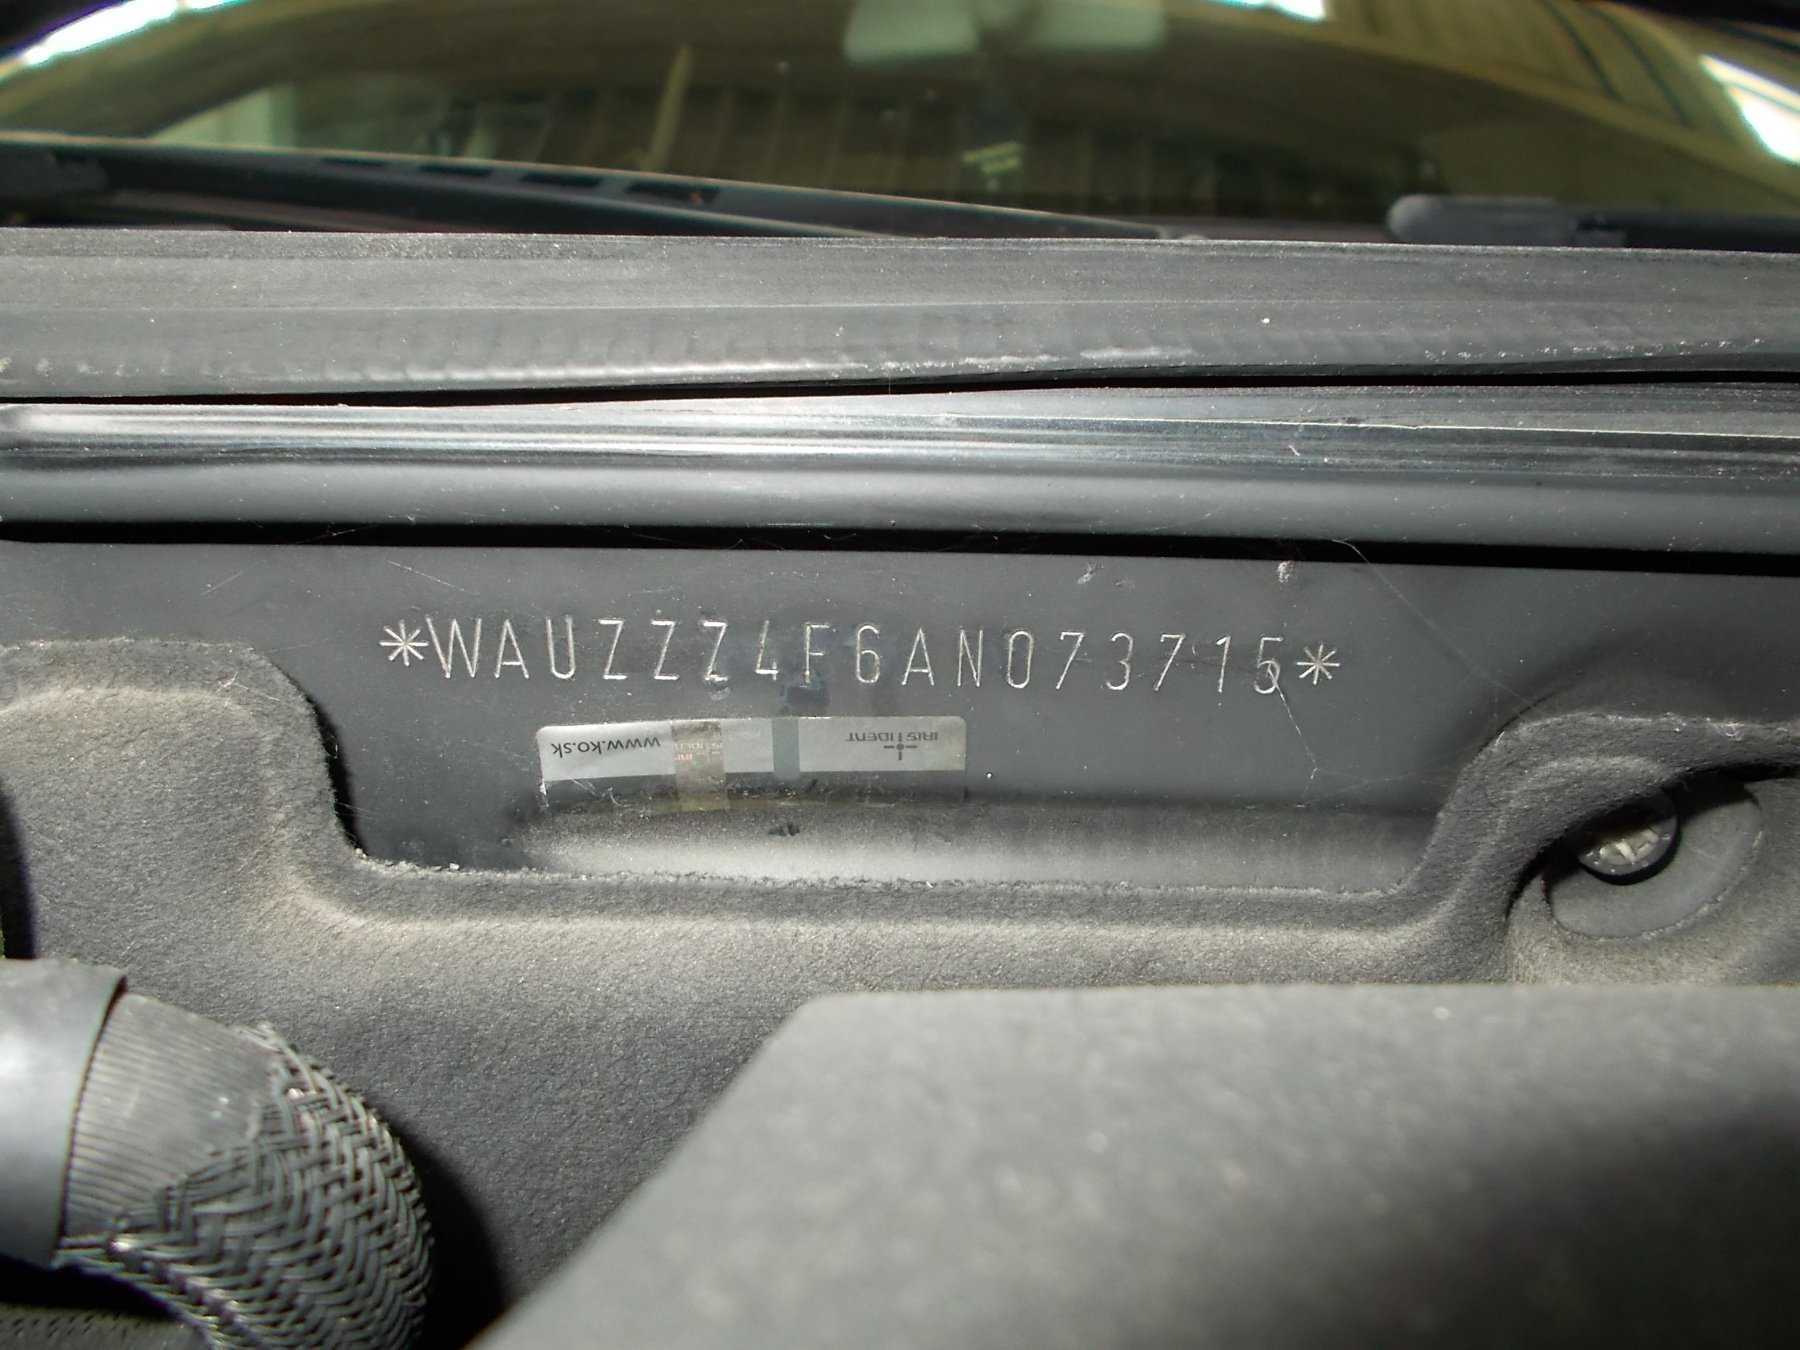 *WAUZZZ4F6AN073715*
www.ko.sk
IRIS IDENT